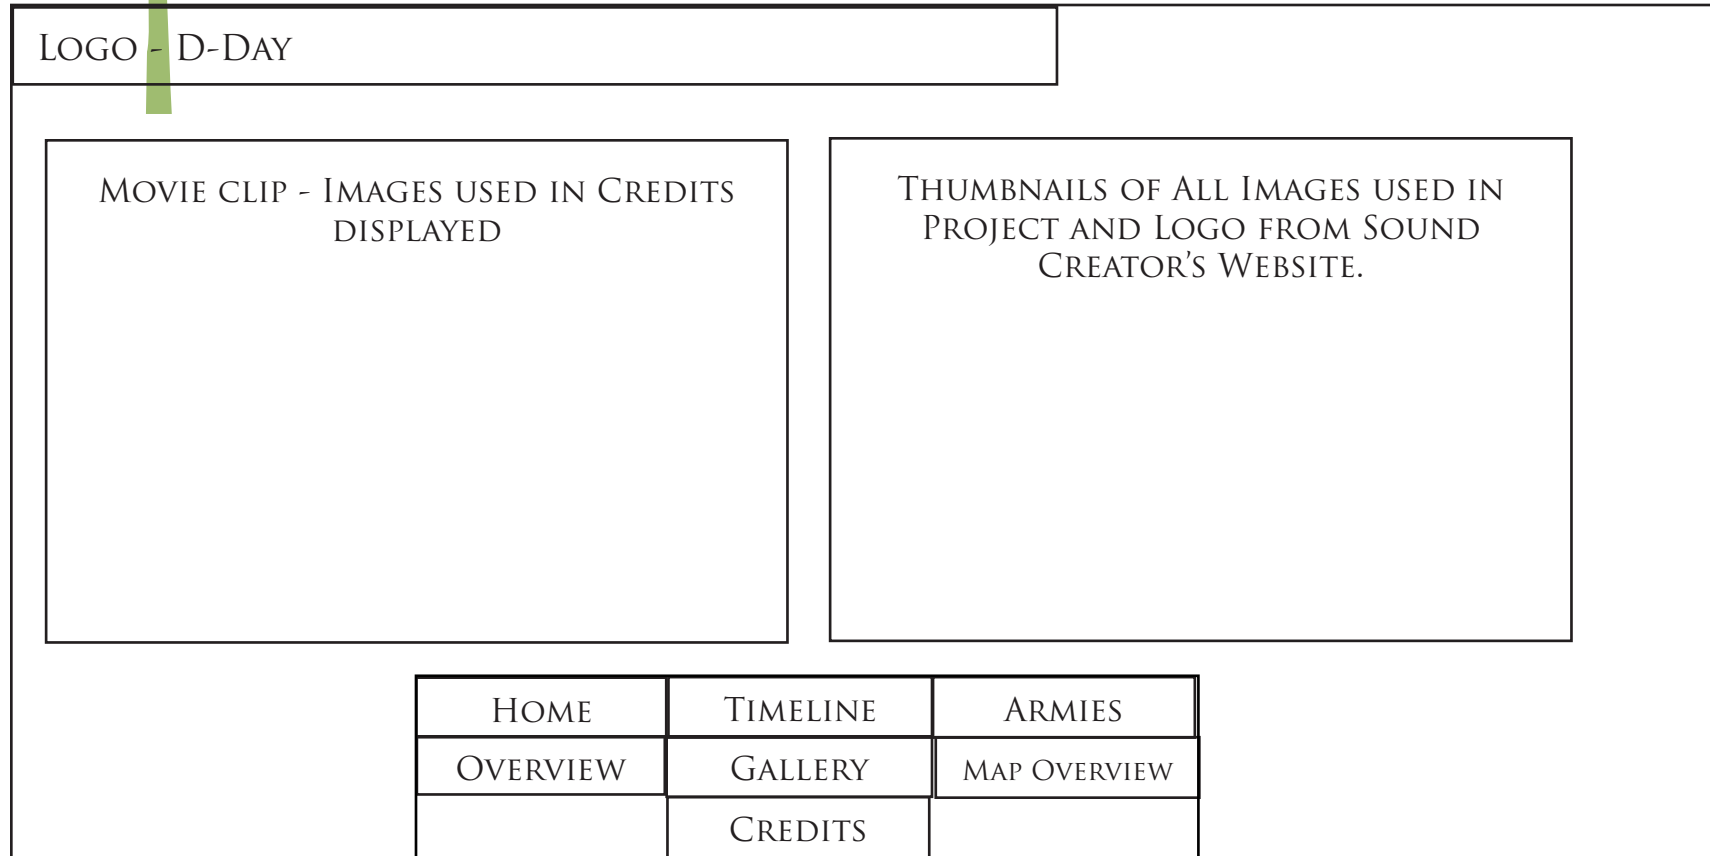 Logo - D-Day
Movie clip - Images used in Credits
displayed
Thumbnails of All Images used in
Project and Logo from Sound
Creator's Website.
Home
Timeline
Armies
Overview
Gallery
Map Overview
Credits